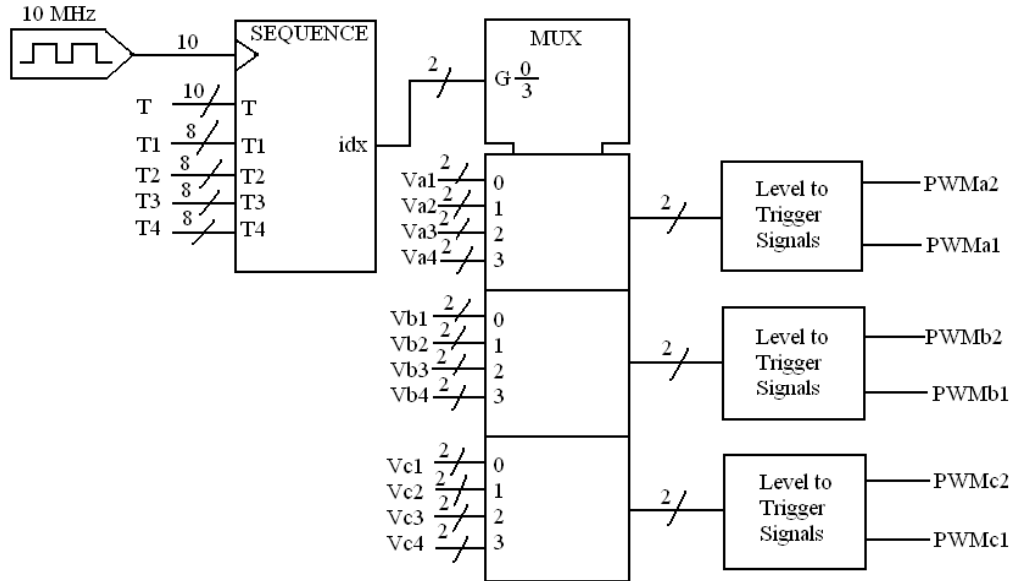 10 MHz
10
SEQUENCE
T
10
T
T1
8
T1
T2
8
T2
T3
8
T3
T4
8
T4
idx
2
MUX
G 0/3
Va1
2
0
Va2
2
1
Va3
2
2
Va4
2
3
2
Level to
Trigger
Signals
PWMa2
PWMa1
Vb1
2
0
Vb2
2
1
Vb3
2
2
Vb4
2
3
2
Level to
Trigger
Signals
PWMb2
PWMb1
Vc1
2
0
Vc2
2
1
Vc3
2
2
Vc4
2
3
2
Level to
Trigger
Signals
PWMc2
PWMc1